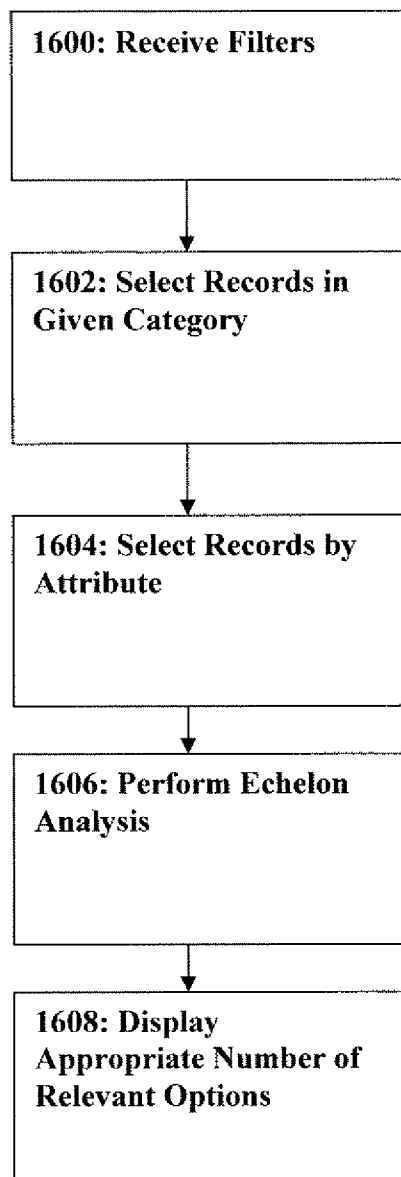 1600: Receive Filters
1602: Select Records in
Given Category
1604: Select Records by
Attribute
1606: Perform Echelon
Analysis
1608: Display
Appropriate Number of
Relevant Options